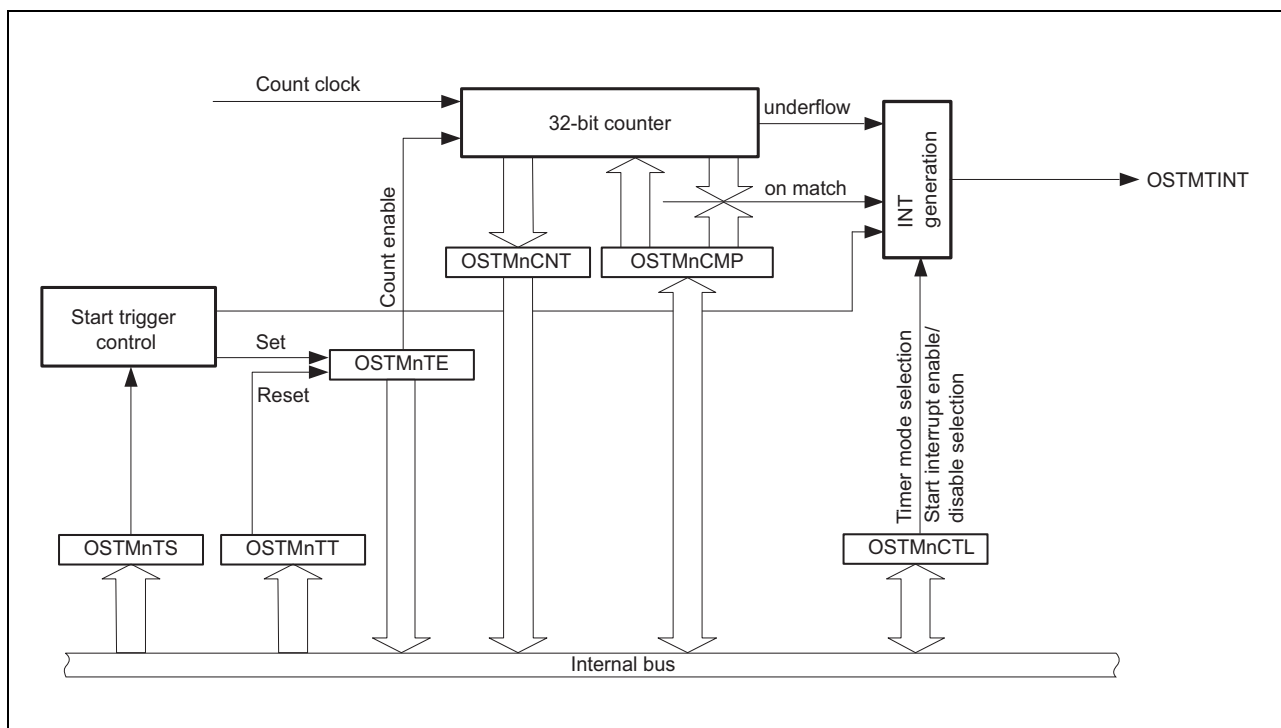 Count clock
32-bit counter
underflow
on match
INT
generation
OSTMTINT
Count enable
OSTMnCNT
OSTMnCMP
Start trigger
control
Set
OSTMnTE
Reset
Timer mode selection
Start interrupt enable/
disable selection
OSTMnTS
OSTMnTT
OSTMnCTL
Internal bus